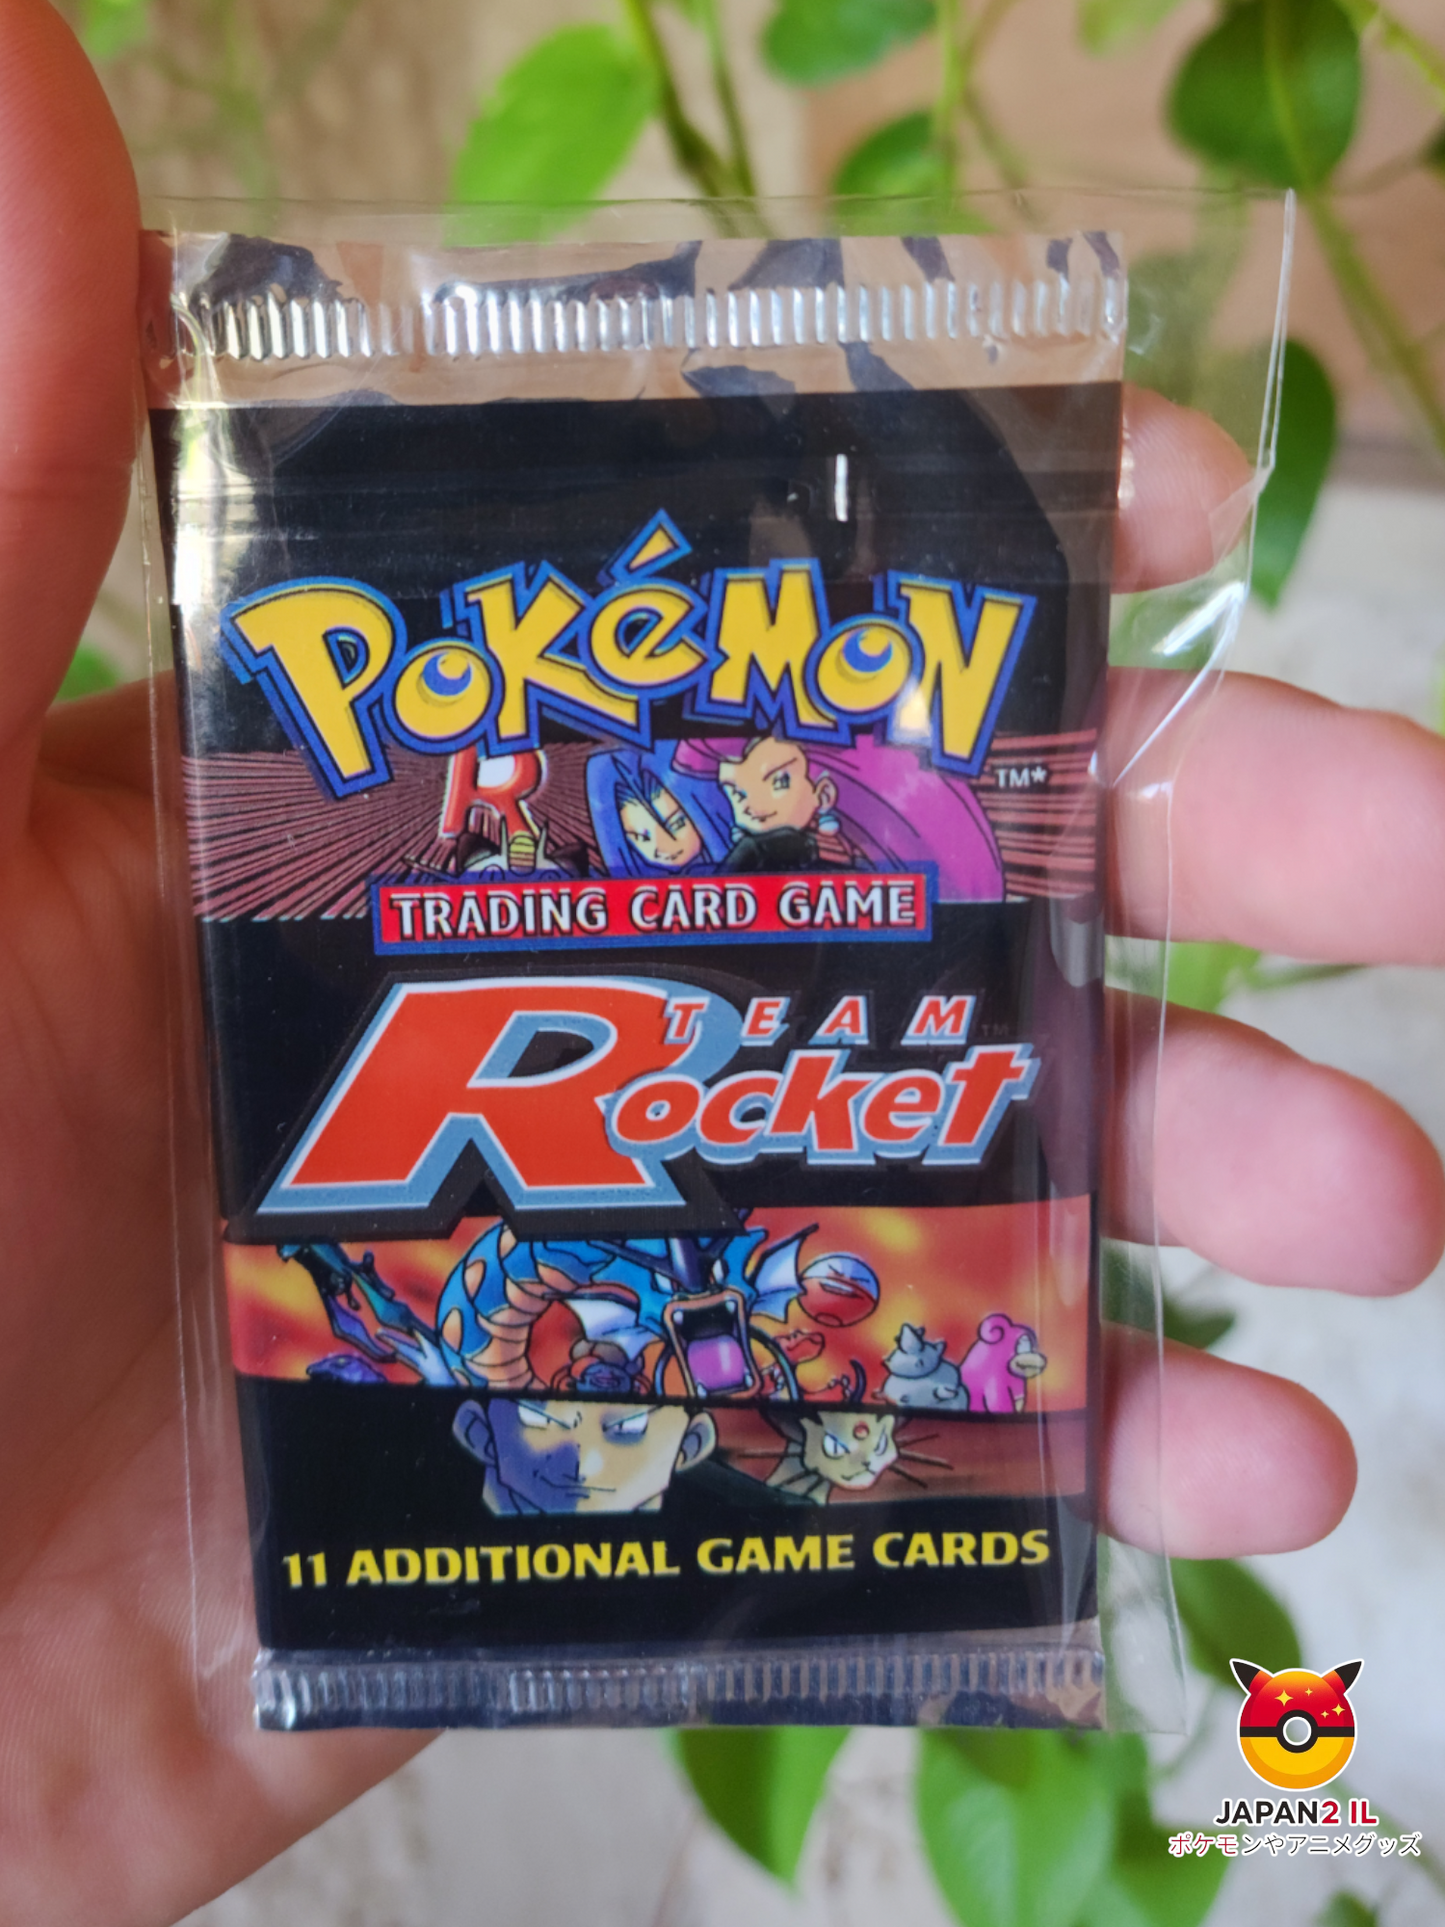 POKéMON
TM*
R
TRADING CARD GAME
TEAM
Rocket
TM
11 ADDITIONAL GAME CARDS
JAPAN2 IL
ポケモンやアニメグッズ